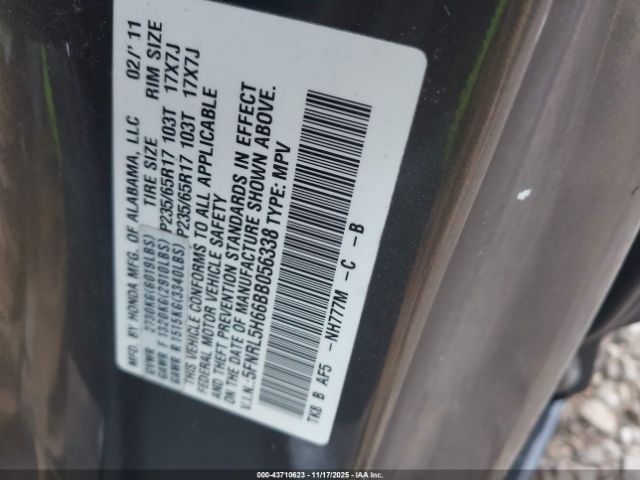 MFD. BY HONDA MFG. OF ALABAMA, LLC 02/'11
GVWR 2730KG(6019LBS) TIRE SIZE RIM SIZE
GAWR F 1320KG(2910LBS) P235/65R17 103T 17X7J
GAWR R 1515KG(3340LBS) P235/65R17 103T 17X7J
THIS VEHICLE CONFORMS TO ALL APPLICABLE
FEDERAL MOTOR VEHICLE SAFETY
AND THEFT PREVENTION STANDARDS IN EFFECT
ON THE DATE OF MANUFACTURE SHOWN ABOVE.
V.I.N.:5FNRL5H66BB056338 TYPE: MPV
TK8 B AF5 -NH777M -C -B
000-43710623 - 11/17/2025 - IAA Inc.